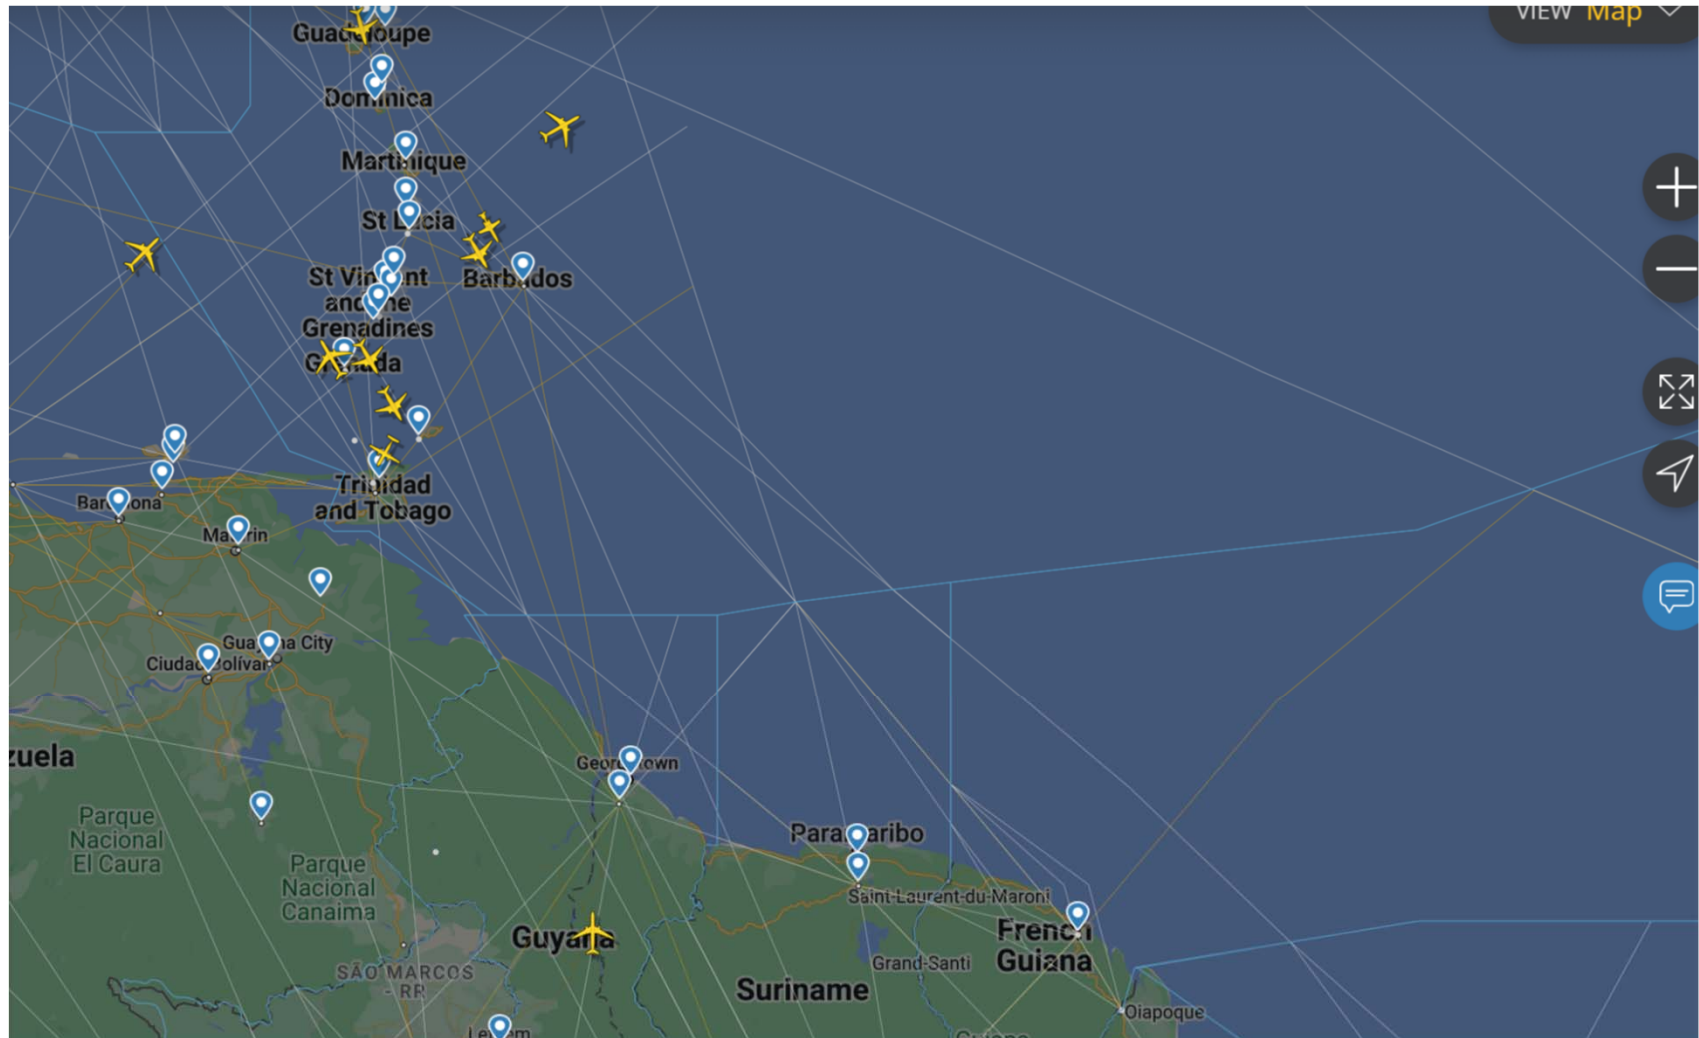 VIEW Map
Guadeloupe
Dominica
Martinique
St Lucia
St Vincent
and the
Grenadines
Barbados
Grenada
Trinidad
and Tobago
Barcelona
Maturin
Guayana City
Ciudad Bolívar
zuela
Parque
Nacional
El Caura
Parque
Nacional
Canaima
Georgetown
Paramaribo
Saint-Laurent-du-Maroni
French
Guiana
Guyana
Grand-Santi
SÃO MARCOS
- RR
Suriname
Oiapoque
Lethem